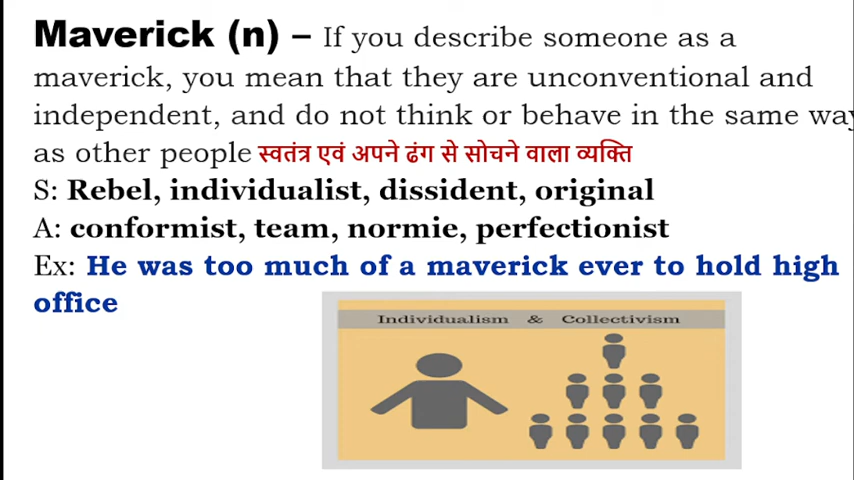 Maverick (n) – If you describe someone as a
maverick, you mean that they are unconventional and
independent, and do not think or behave in the same way
as other people स्वतंत्र एवं अपने ढंग से सोचने वाला व्यक्ति
S: Rebel, individualist, dissident, original
A: conformist, team, normie, perfectionist
Ex: He was too much of a maverick ever to hold high
office
Individualism & Collectivism